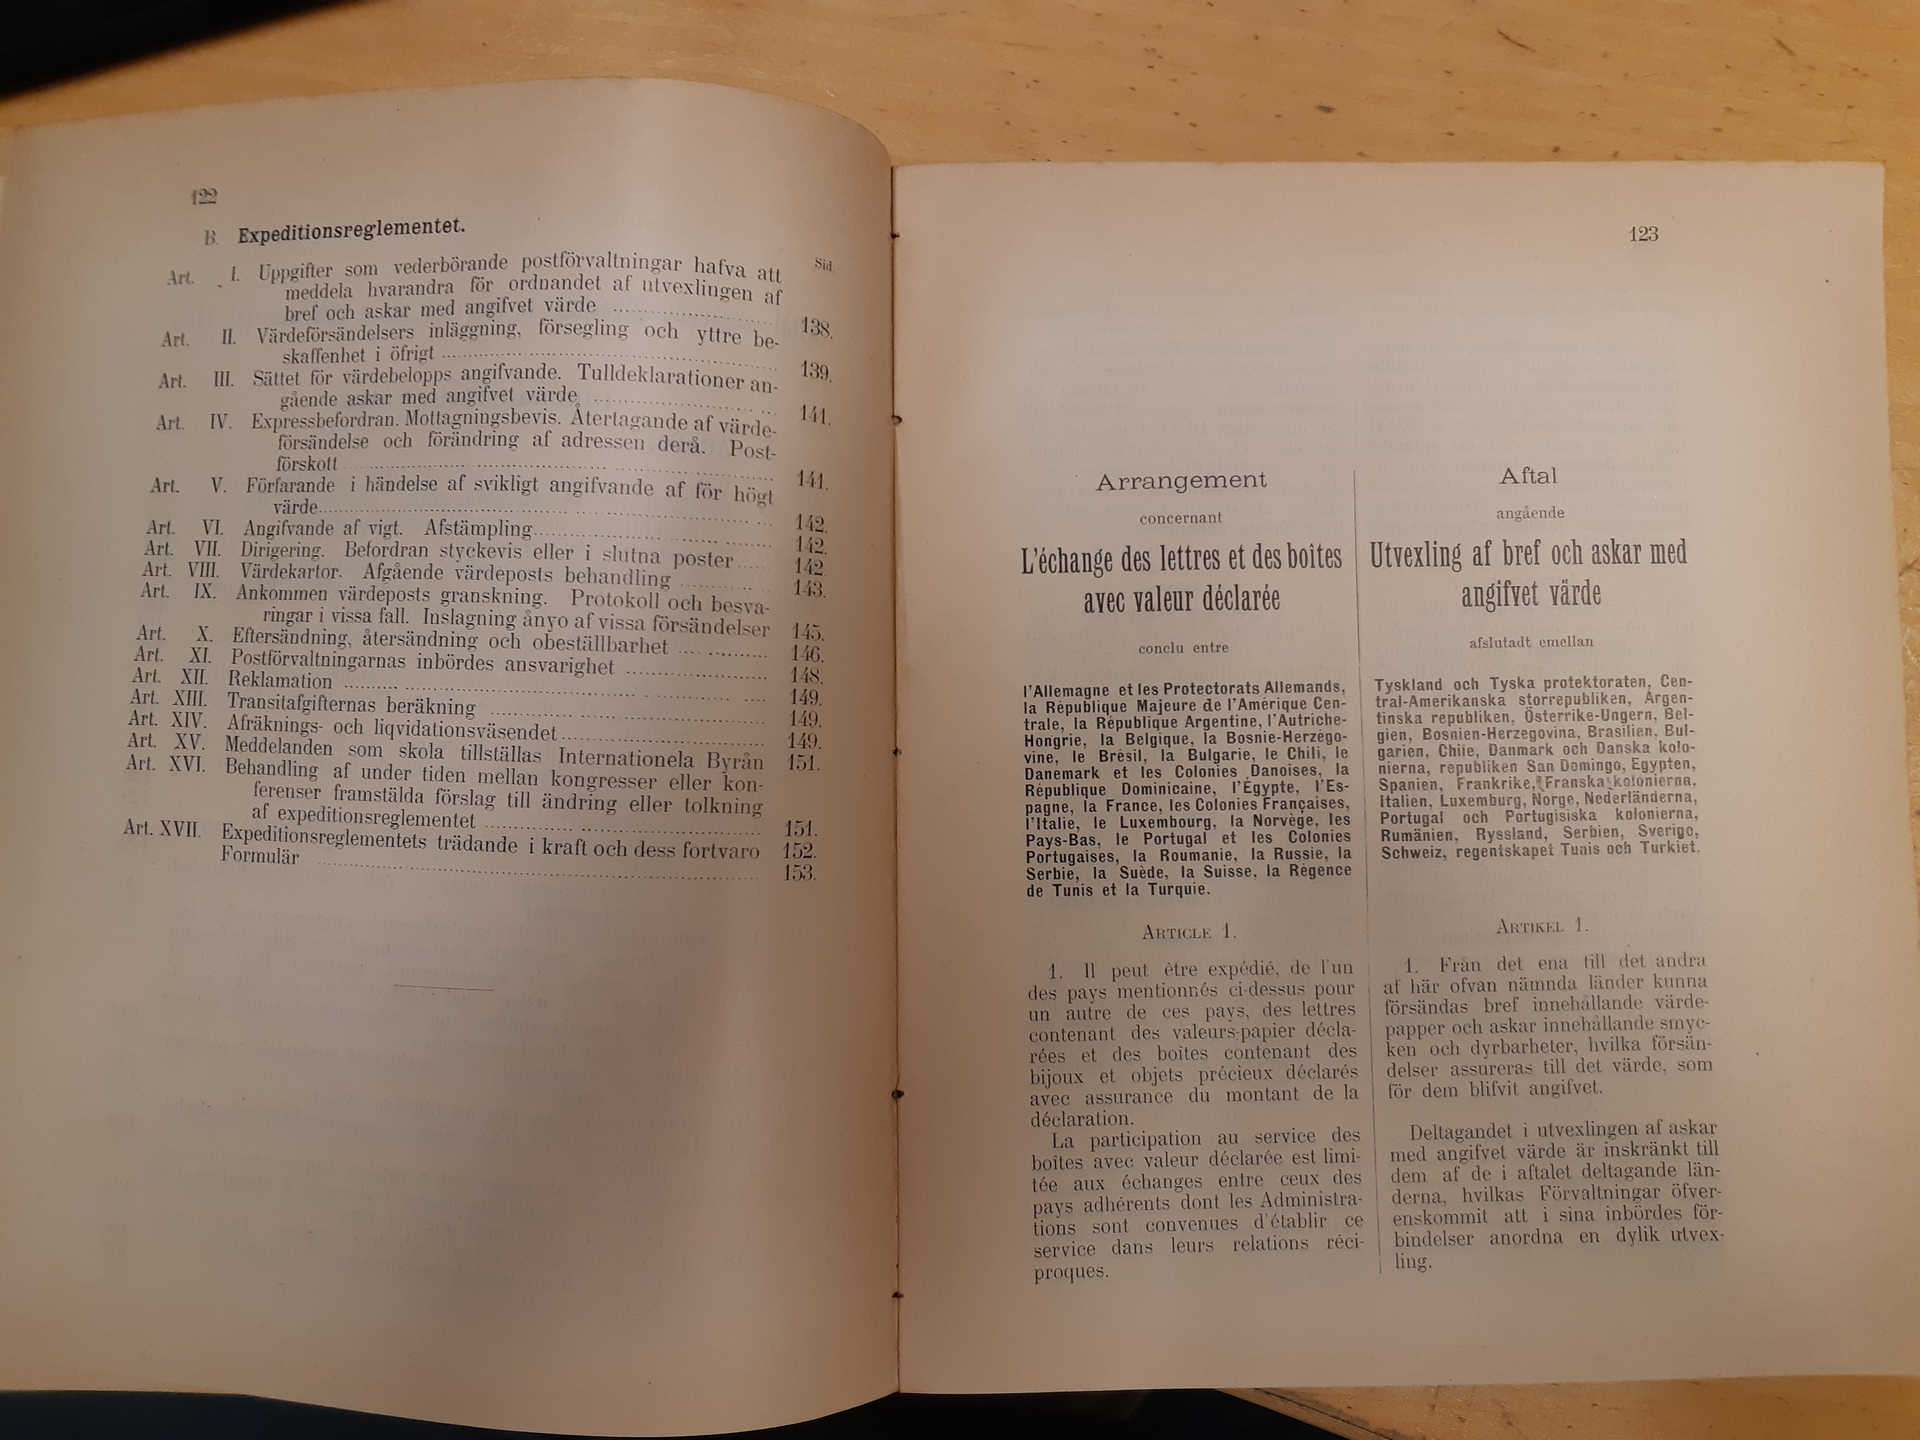 122
B. Expeditionsreglementet.
Sid.
Art. I. Uppgifter som vederbörande postförvaltningar hafva att
meddela hvarandra för ordnandet af utvexlingen af
bref och askar med angifvet värde ........................ 138.
Art. II. Värdeförsändelsers inläggning, försegling och yttre be-
skaffenhet i öfrigt ........................ 139.
Art. III. Sättet för värdebelopps angifvande. Tulldeklarationer an-
gående askar med angifvet värde ........................ 141.
Art. IV. Expressbefordran. Mottagningsbevis. Återtagande af värde-
försändelse och förändring af adressen derå. Post-
förskott ........................ 141.
Art. V. Förfarande i händelse af svikligt angifvande af för högt
värde ........................ 142.
Art. VI. Angifvande af vigt. Afstämpling ........................ 142.
Art. VII. Dirigering. Befordran styckevis eller i slutna poster ..... 142.
Art. VIII. Värdekartor. Afgående värdeposts behandling ............ 143.
Art. IX. Ankommen värdeposts granskning. Protokoll och besva-
ringar i vissa fall. Inslagning ånyo af vissa försändelser 145.
Art. X. Eftersändning, återsändning och obeställbarhet ............ 146.
Art. XI. Postförvaltningarnas inbördes ansvarighet ............ 148.
Art. XII. Reklamation ........................ 149.
Art. XIII. Transitafgifternas beräkning ........................ 149.
Art. XIV. Afräknings- och liqvidationsväsendet ........................ 149.
Art. XV. Meddelanden som skola tillställas Internationela Byrån 151.
Art. XVI. Behandling af under tiden mellan kongresser eller kon-
ferenser framstälda förslag till ändring eller tolkning
af expeditionsreglementet ........................ 151.
Art. XVII. Expeditionsreglementets trädande i kraft och dess fortvaro 152.
Formulär ........................ 153.
123
Arrangement
concernant
L'échange des lettres et des boîtes
avec valeur déclarée
conclu entre
l'Allemagne et les Protectorats Allemands,
la République Majeure de l'Amérique Cen-
trale, la République Argentine, l'Autriche-
Hongrie, la Belgique, la Bosnie-Herzégo-
vine, le Brésil, la Bulgarie, le Chili, le
Danemark et les Colonies Danoises, la
République Dominicaine, l'Égypte, l'Es-
pagne, la France, les Colonies Françaises,
l'Italie, le Luxembourg, la Norvège, les
Pays-Bas, le Portugal et les Colonies
Portugaises, la Roumanie, la Russie, la
Serbie, la Suède, la Suisse, la Régence
de Tunis et la Turquie.
Article 1.
1. Il peut être expédié, de l'un
des pays mentionnés ci-dessus pour
un autre de ces pays, des lettres
contenant des valeurs-papier décla-
rées et des boîtes contenant des
bijoux et objets précieux déclarés
avec assurance du montant de la
déclaration.
La participation au service des
boîtes avec valeur déclarée est limi-
tée aux échanges entre ceux des
pays adhérents dont les Administra-
tions sont convenues d'établir ce
service dans leurs relations réci-
proques.
Aftal
angående
Utvexling af bref och askar med
angifvet värde
afslutadt emellan
Tyskland och Tyska protektoraten, Cen-
tral-Amerikanska storrepubliken, Argen-
tinska republiken, Österrike-Ungern, Bel-
gien, Bosnien-Herzegovina, Brasilien, Bul-
garien, Chile, Danmark och Danska kolo-
nierna, republiken San Domingo, Egypten,
Spanien, Frankrike, Franska kolonierna,
Italien, Luxemburg, Norge, Nederländerna,
Portugal och Portugisiska kolonierna,
Rumänien, Ryssland, Serbien, Sverige,
Schweiz, regentskapet Tunis och Turkiet.
Artikel 1.
1. Från det ena till det andra
af här ofvan nämnda länder kunna
försändas bref innehållande värde-
papper och askar innehållande smyc-
ken och dyrbarheter, hvilka försän-
delser assureras till det värde, som
för dem blifvit angifvet.
Deltagandet i utvexlingen af askar
med angifvet värde är inskränkt till
dem af de i aftalet deltagande län-
derna, hvilkas Förvaltningar öfver-
enskommit att i sina inbördes för-
bindelser anordna en dylik utvex-
ling.